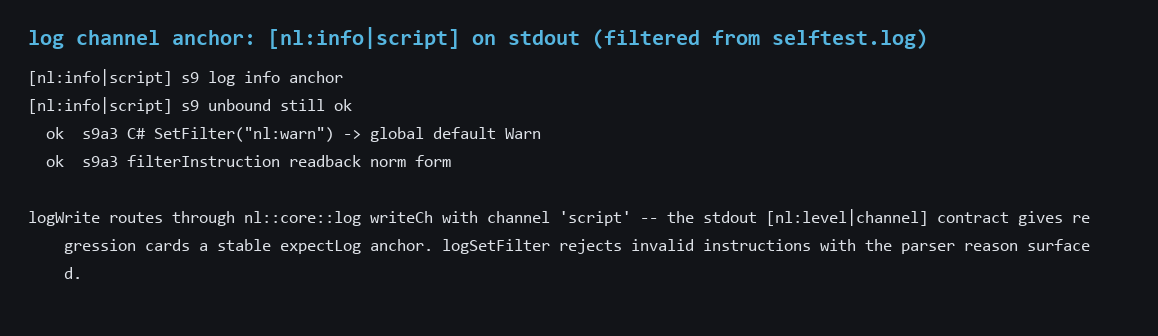 log channel anchor: [nl:info|script] on stdout (filtered from selftest.log)
[nl:info|script] s9 log info anchor
[nl:info|script] s9 unbound still ok
ok  s9a3 C# SetFilter("nl:warn") -> global default Warn
ok  s9a3 filterInstruction readback norm form
logWrite routes through nl::core::log writeCh with channel 'script' -- the stdout [nl:level|channel] contract gives re
gression cards a stable expectLog anchor. logSetFilter rejects invalid instructions with the parser reason surface
d.